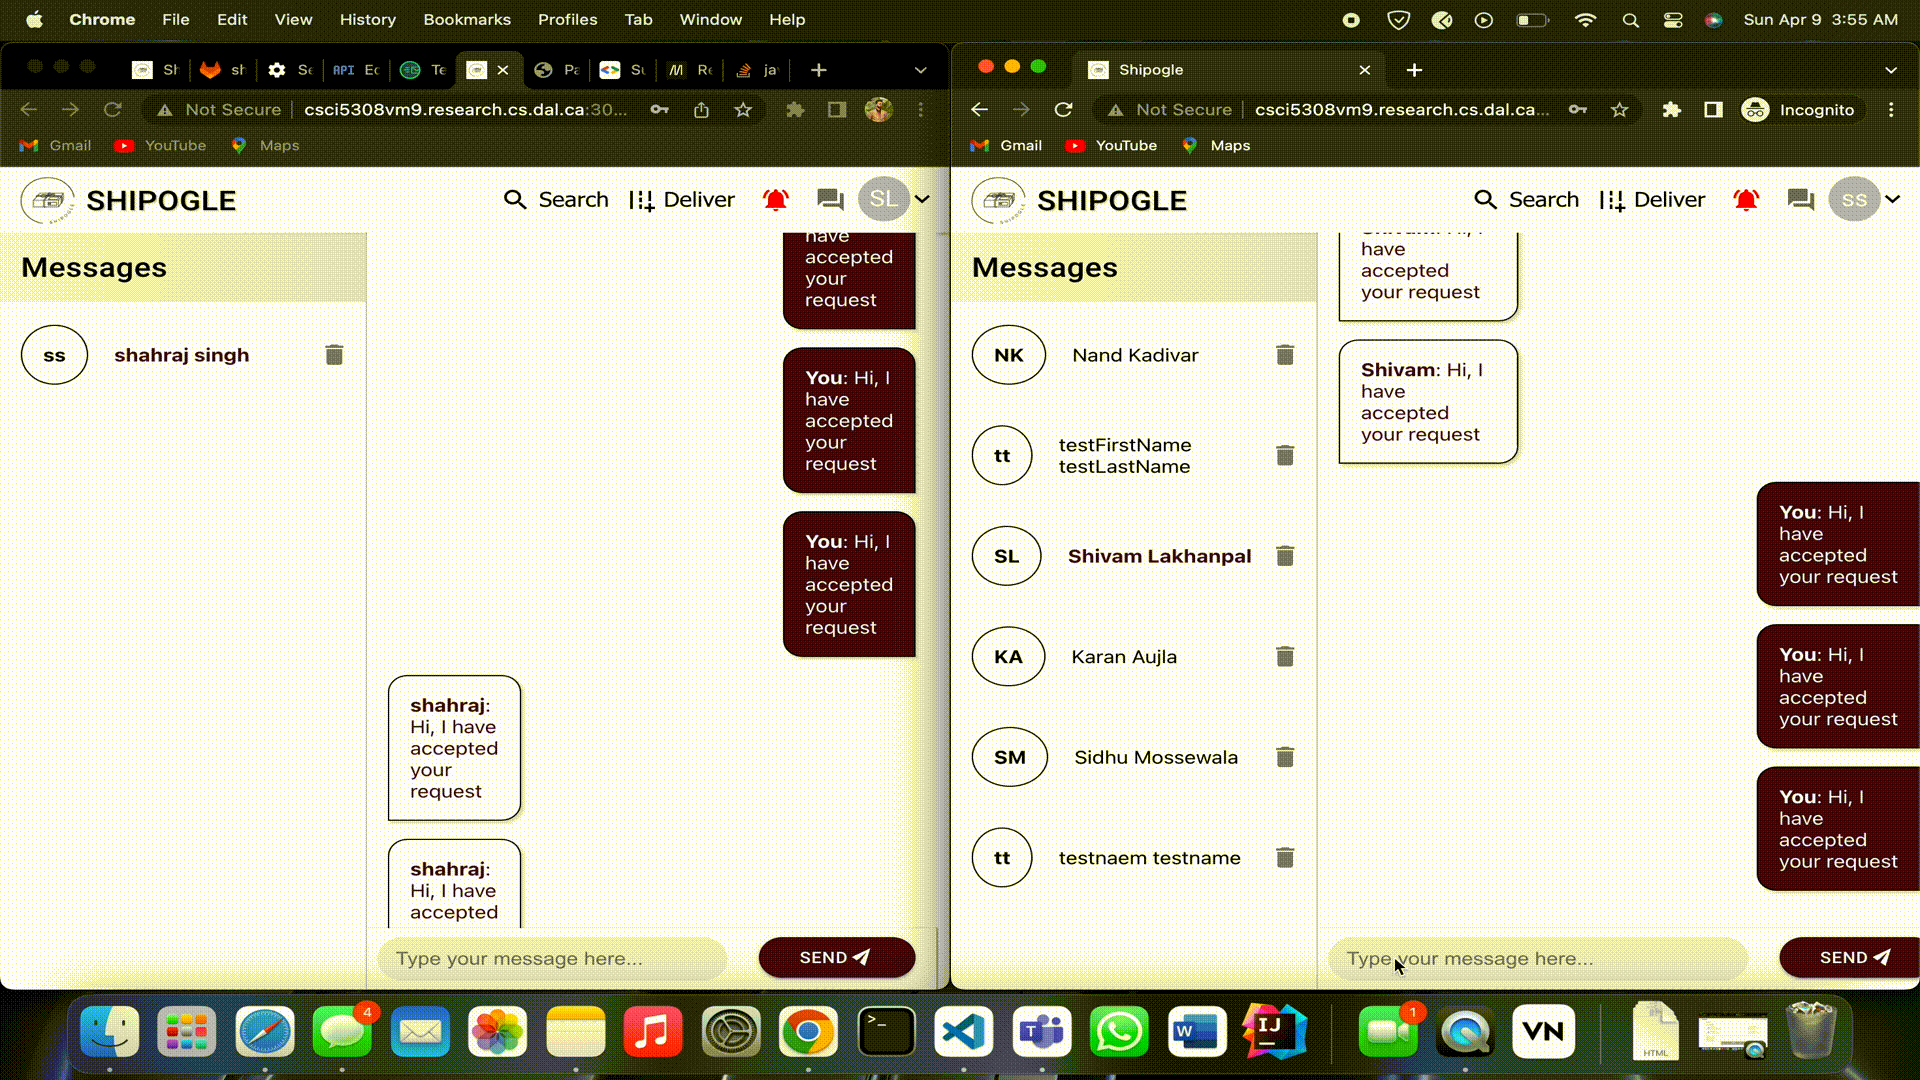 Chrome File Edit View History Bookmarks Profiles Tab Window Help
Sun Apr 9 3:55 AM
Sh
sh
Se
API Ec
Te
Pa
Su
Re
ja
Not Secure csci5308vm9.research.cs.dal.ca:30...
Gmail YouTube Maps
SHIPOGLE
Search Deliver SL
Messages
ss shahraj singh
have
accepted
your
request
You: Hi, I
have
accepted
your
request
You: Hi, I
have
accepted
your
request
shahraj:
Hi, I have
accepted
your
request
shahraj:
Hi, I have
accepted
Type your message here...
SEND
Shipogle
Not Secure csci5308vm9.research.cs.dal.ca...
Incognito
Gmail YouTube Maps
SHIPOGLE
Search Deliver SS
Messages
NK Nand Kadivar
tt testFirstName
testLastName
SL Shivam Lakhanpal
KA Karan Aujla
SM Sidhu Mossewala
tt testnaem testname
have
accepted
your request
Shivam: Hi, I
have
accepted
your request
You: Hi, I
have
accepted
your request
You: Hi, I
have
accepted
your request
You: Hi, I
have
accepted
your request
Type your message here...
SEND
4
>_
W
IJ
1
VN
HTML